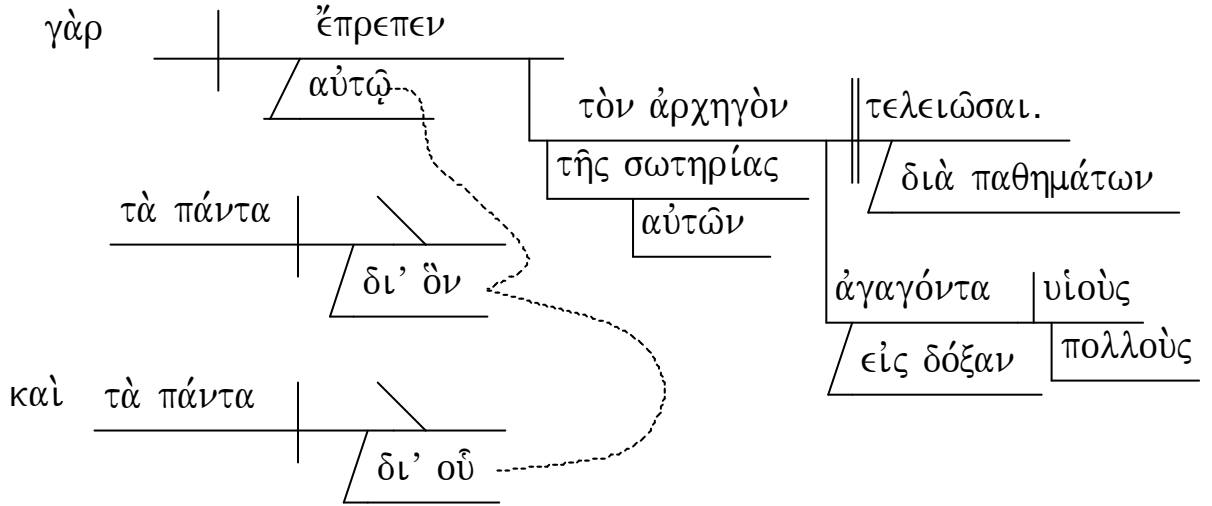 γὰρ ἔπρεπεν
αὐτῷ
τὸν ἀρχηγὸν τελειῶσαι.
τῆς σωτηρίας διὰ παθημάτων
αὐτῶν
τὰ πάντα
δι’ ὃν
ἀγαγόντα υἱοὺς
εἰς δόξαν πολλοὺς
καὶ τὰ πάντα
δι’ οὗ